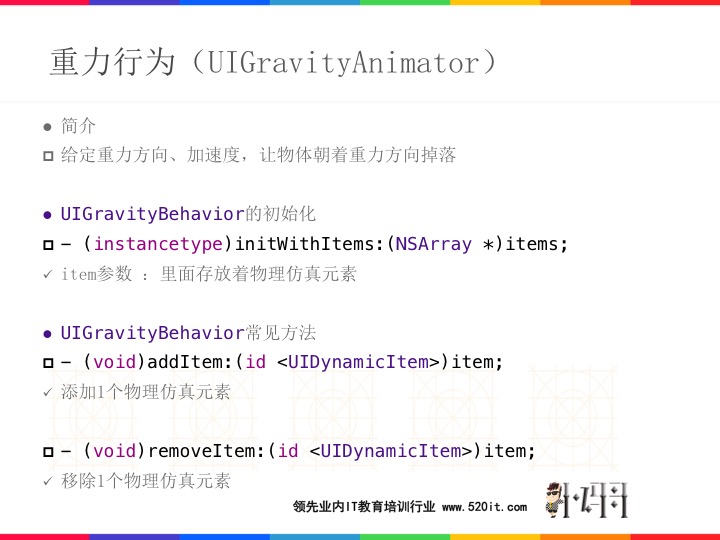 重力行为（UIGravityAnimator）
简介
给定重力方向、加速度，让物体朝着重力方向掉落
UIGravityBehavior的初始化
- (instancetype)initWithItems:(NSArray *)items;
item参数 ：里面存放着物理仿真元素
UIGravityBehavior常见方法
- (void)addItem:(id <UIDynamicItem>)item;
添加1个物理仿真元素
- (void)removeItem:(id <UIDynamicItem>)item;
移除1个物理仿真元素
领先业内IT教育培训行业 www.520it.com
小码哥